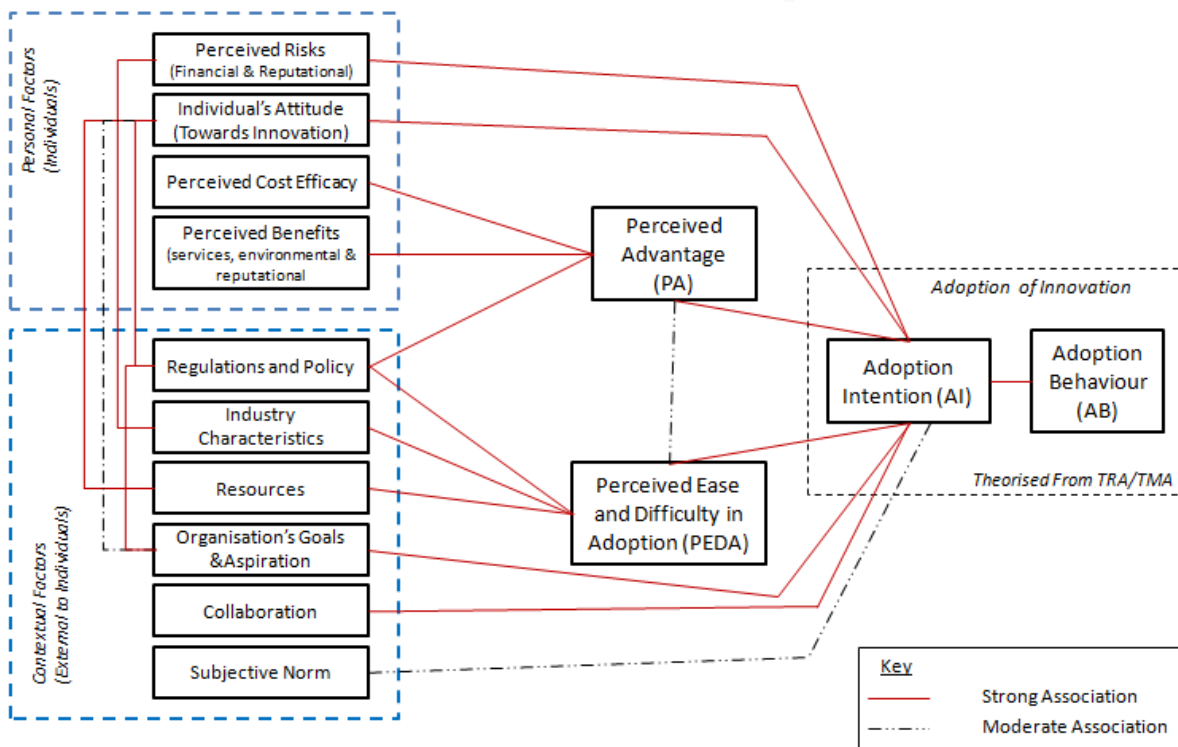 Personal Factors
(Individuals)
Perceived Risks
(Financial & Reputational)
Individual's Attitude
(Towards Innovation)
Perceived Cost Efficacy
Perceived Benefits
(services, environmental &
reputational
Contextual Factors
(External to Individuals)
Regulations and Policy
Industry
Characteristics
Resources
Organisation's Goals
&Aspiration
Collaboration
Subjective Norm
Perceived
Advantage
(PA)
Perceived Ease
and Difficulty in
Adoption (PEDA)
Adoption of Innovation
Adoption
Intention (AI)
Adoption
Behaviour
(AB)
Theorised From TRA/TMA
Key
Strong Association
Moderate Association